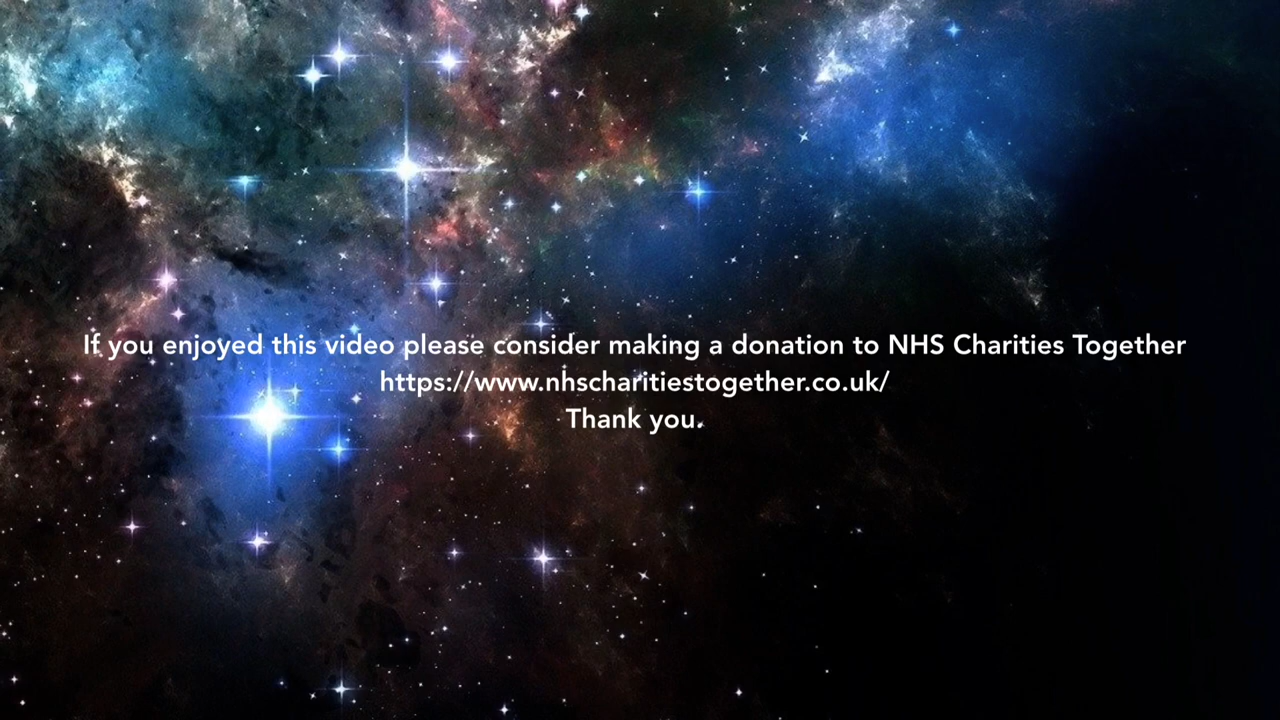 If you enjoyed this video please consider making a donation to NHS Charities Together
https://www.nhscharitiestogether.co.uk/
Thank you.